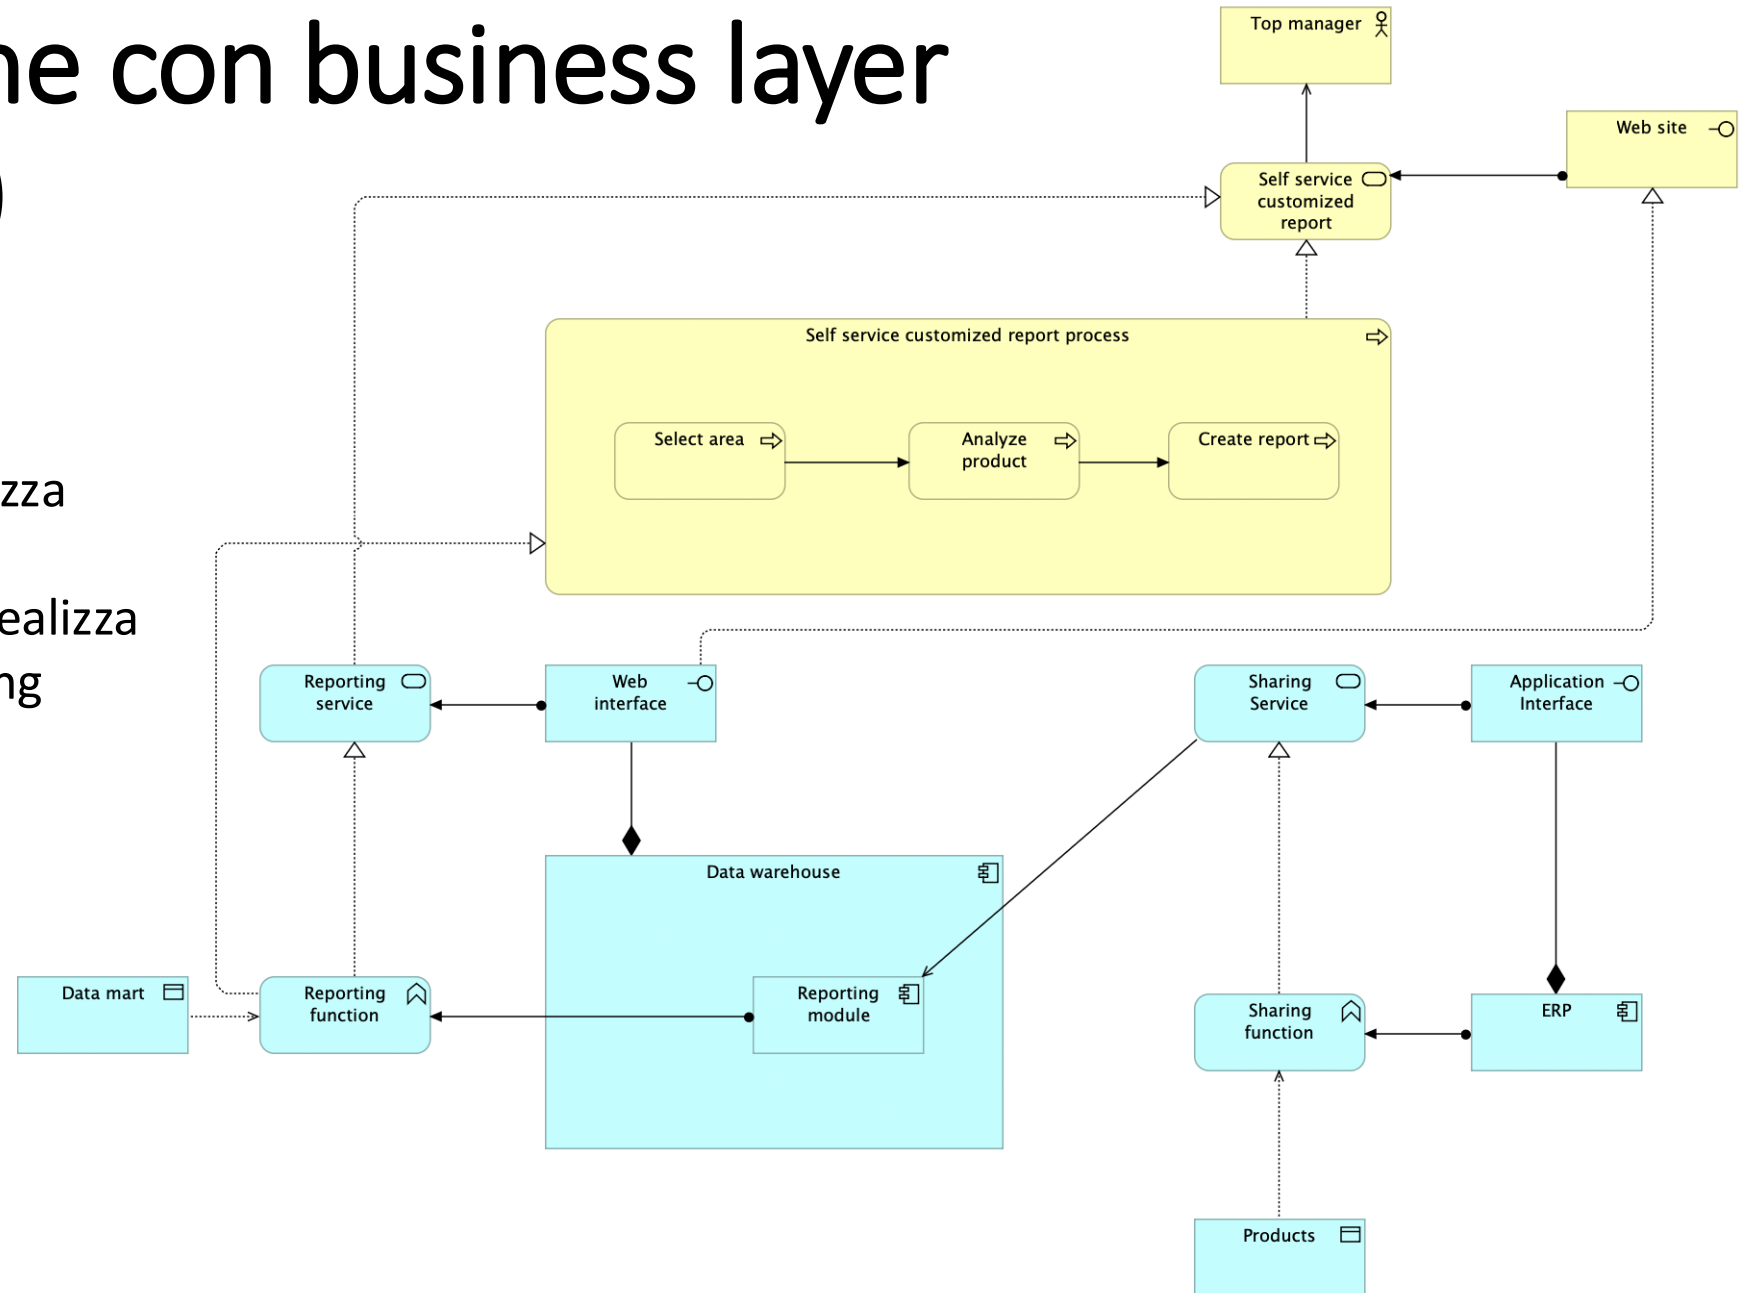 ne con business layer
)
zza
ealizza
ng
Top manager
Web site
Self service
customized
report
Self service customized report process
Select area
Analyze
product
Create report
Reporting
service
Web
interface
Sharing
Service
Application
Interface
Data warehouse
Data mart
Reporting
function
Reporting
module
Sharing
function
ERP
Products